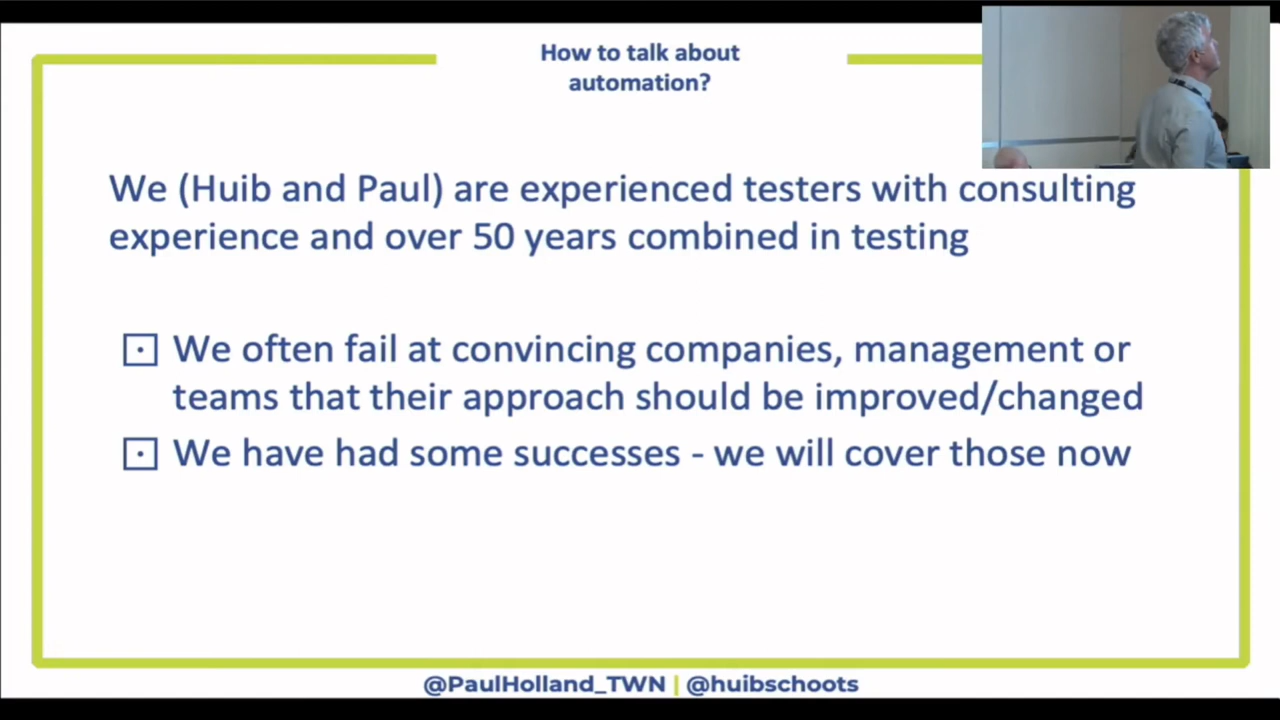 How to talk about
automation?
We (Huib and Paul) are experienced testers with consulting
experience and over 50 years combined in testing
We often fail at convincing companies, management or
teams that their approach should be improved/changed
We have had some successes - we will cover those now
@PaulHolland_TWN | @huibschoots